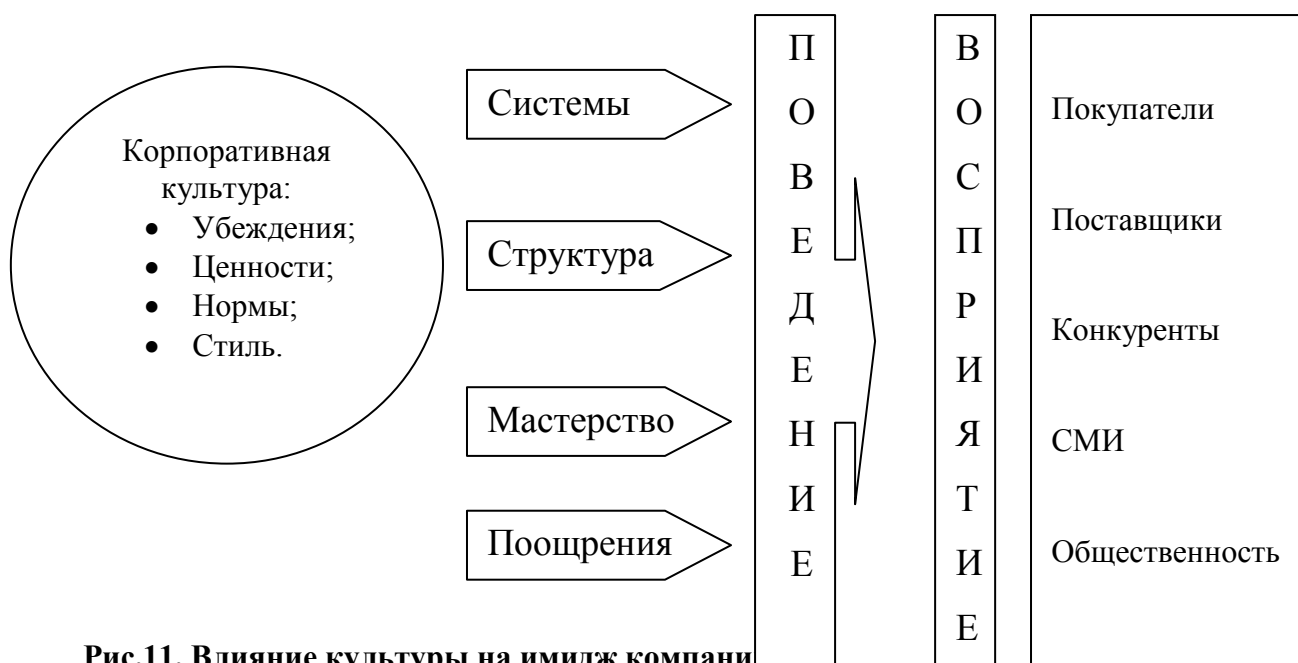 Корпоративная
культура:
• Убеждения;
• Ценности;
• Нормы;
• Стиль.
Системы
Структура
Мастерство
Поощрения
ПОВЕДЕНИЕ
ВОСПРИЯТИЕ
Покупатели
Поставщики
Конкуренты
СМИ
Общественность
Рис.11. Влияние культуры на имидж компани